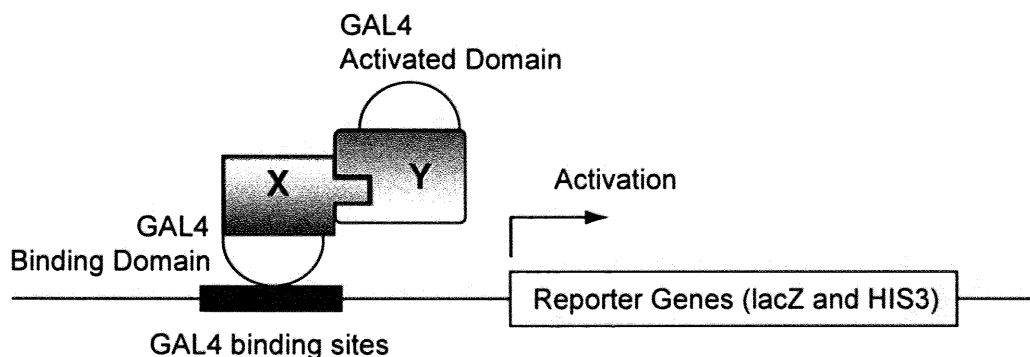 GAL4
Activated Domain
X
Y
Activation
GAL4
Binding Domain
Reporter Genes (lacZ and HIS3)
GAL4 binding sites